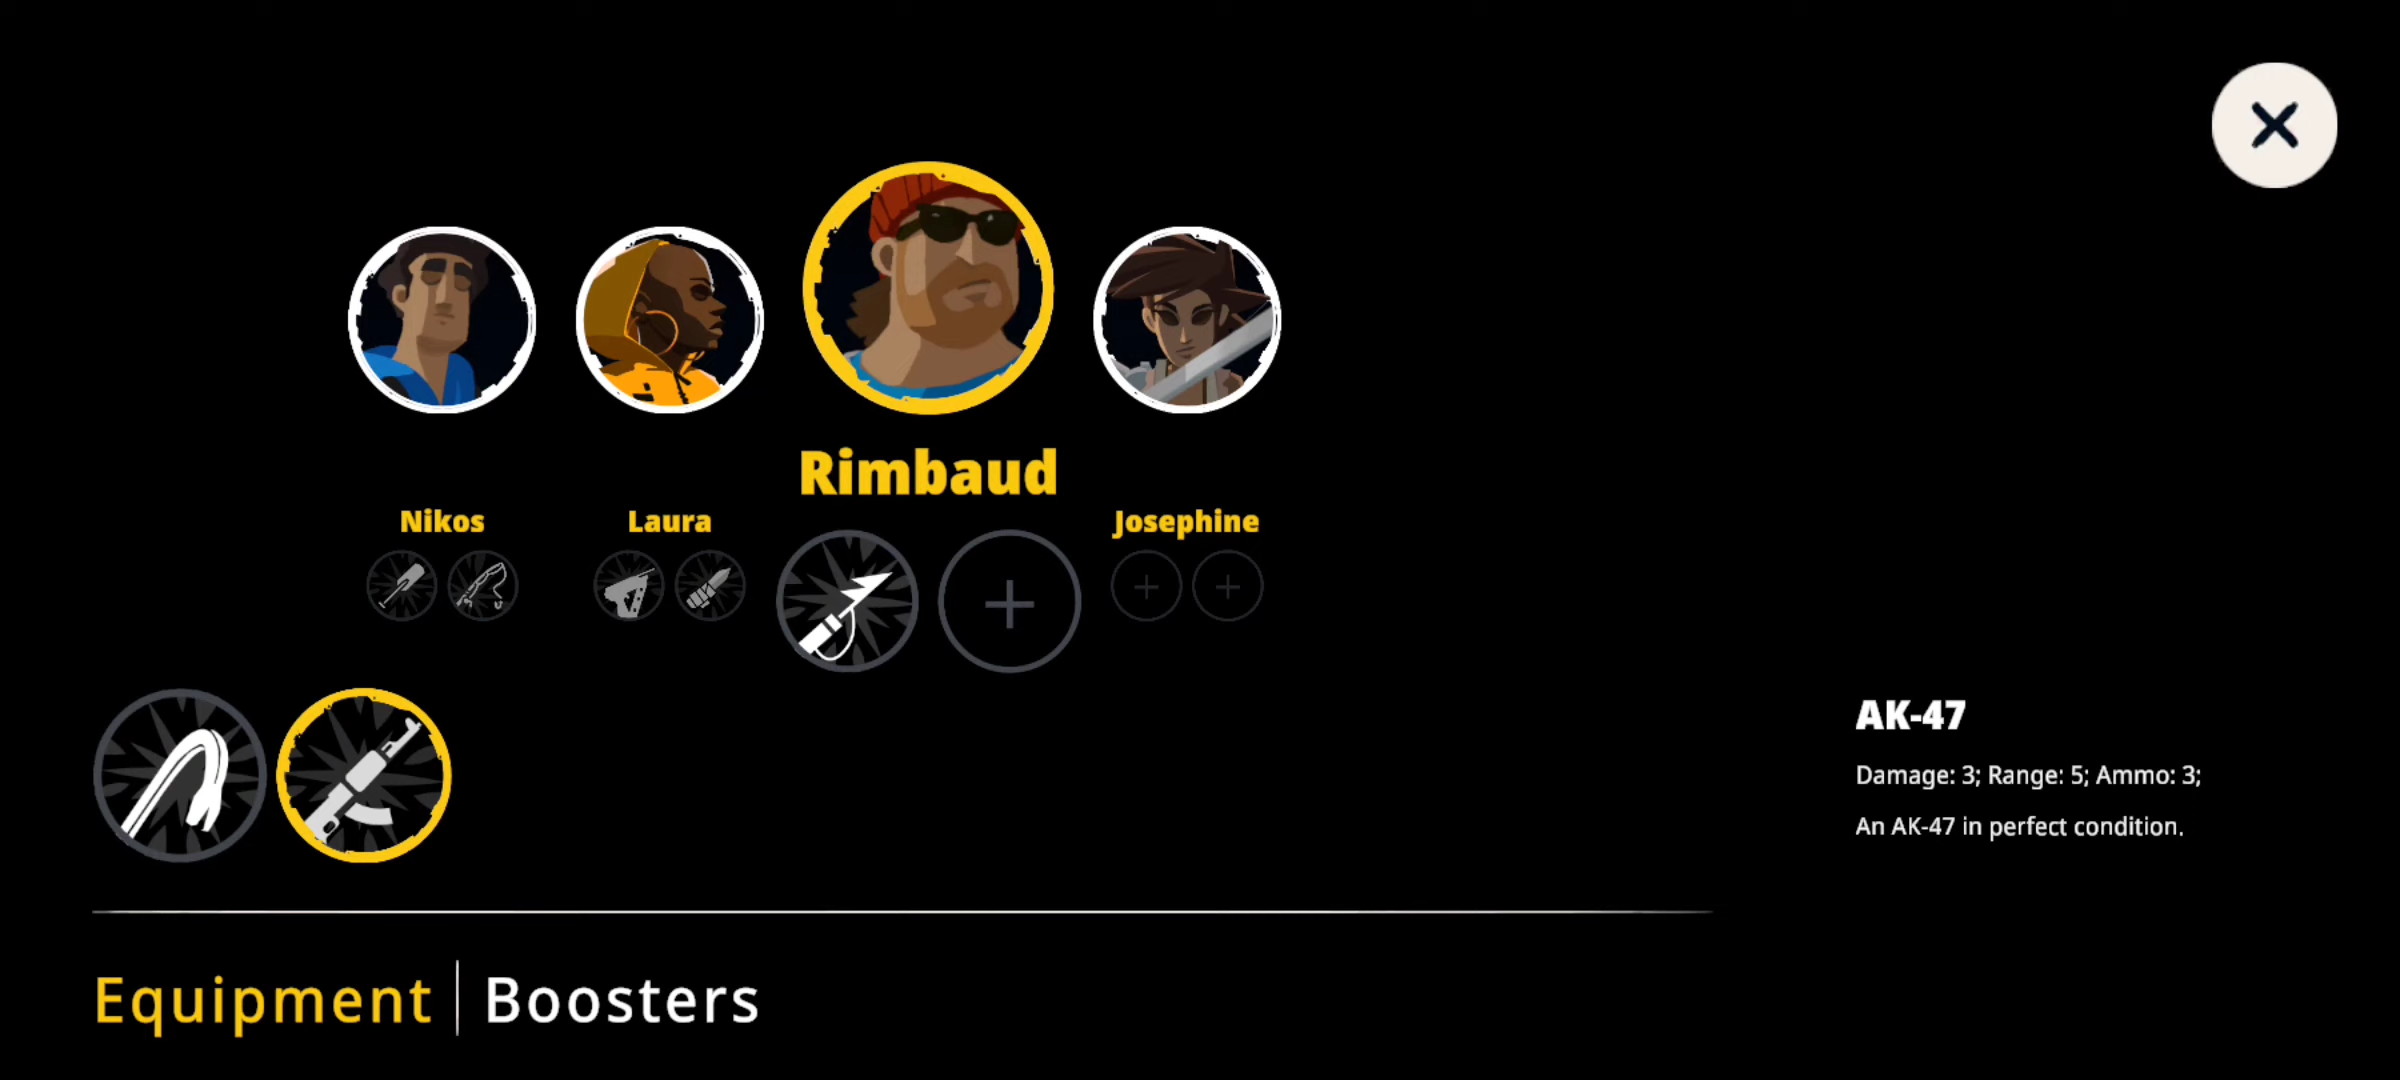 Rimbaud
Nikos
Laura
Josephine
AK-47
Damage: 3; Range: 5; Ammo: 3;
An AK-47 in perfect condition.
Equipment
Boosters